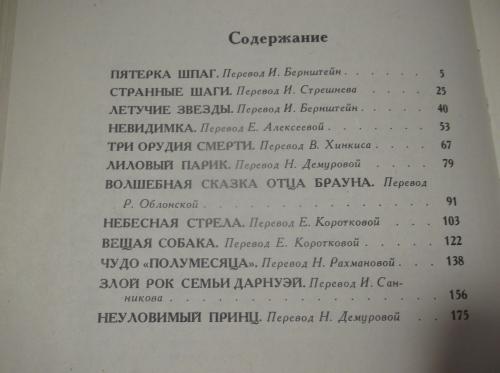 Содержание
ПЯТЕРКА ШПАГ. Перевод И. Бернштейн . . . . . . 5
СТРАННЫЕ ШАГИ. Перевод И. Стрешнева . . . . . 25
ЛЕТУЧИЕ ЗВЕЗДЫ. Перевод И. Бернштейн . . . . . 40
НЕВИДИМКА. Перевод Е. Алексеевой . . . . . . . 53
ТРИ ОРУДИЯ СМЕРТИ. Перевод В. Хинкиса . . . . 67
ЛИЛОВЫЙ ПАРИК. Перевод Н. Демуровой . . . . . 79
ВОЛШЕБНАЯ СКАЗКА ОТЦА БРАУНА. Перевод
Р. Облонской . . . . . . . . . . . . . 91
НЕБЕСНАЯ СТРЕЛА. Перевод Е. Коротковой . . . . 103
ВЕЩАЯ СОБАКА. Перевод Е. Коротковой . . . . . 122
ЧУДО «ПОЛУМЕСЯЦА». Перевод Н. Рахмановой . . . 138
ЗЛОЙ РОК СЕМЬИ ДАРНУЭЙ. Перевод И. Сан-
никова . . . . . . . . . . . . . . 156
НЕУЛОВИМЫЙ ПРИНЦ. Перевод Н. Демуровой . . . 175